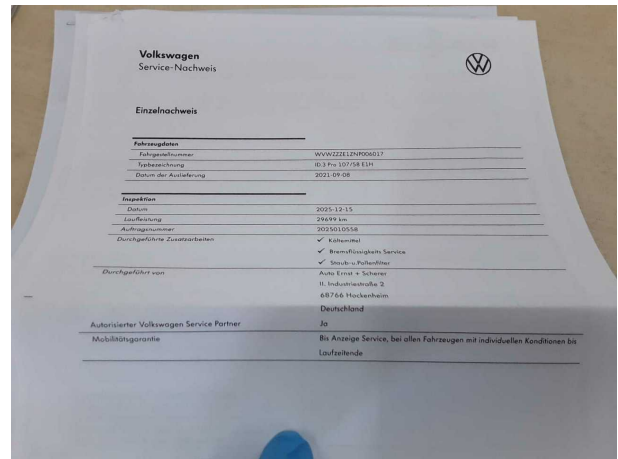 Volkswagen
Service-Nachweis
Einzelnachweis
Fahrzeugdaten
Fahrgestellnummer WVWZZZE1ZNP006017
Typbezeichnung ID.3 Pro 107/58 E1H
Datum der Auslieferung 2021-09-08
Inspektion
Datum 2025-12-15
Laufleistung 29699 km
Auftragsnummer 2025010558
Durchgeführte Zusatzarbeiten ✓ Kältemittel
✓ Bremsflüssigkeits Service
✓ Staub-u.Pollenfilter
Durchgeführt von Auto Ernst + Scherer
II. Industriestraße 2
68766 Hockenheim
Deutschland
Autorisierter Volkswagen Service Partner Ja
Mobilitätsgarantie Bis Anzeige Service, bei allen Fahrzeugen mit individuellen Konditionen bis
Laufzeitende